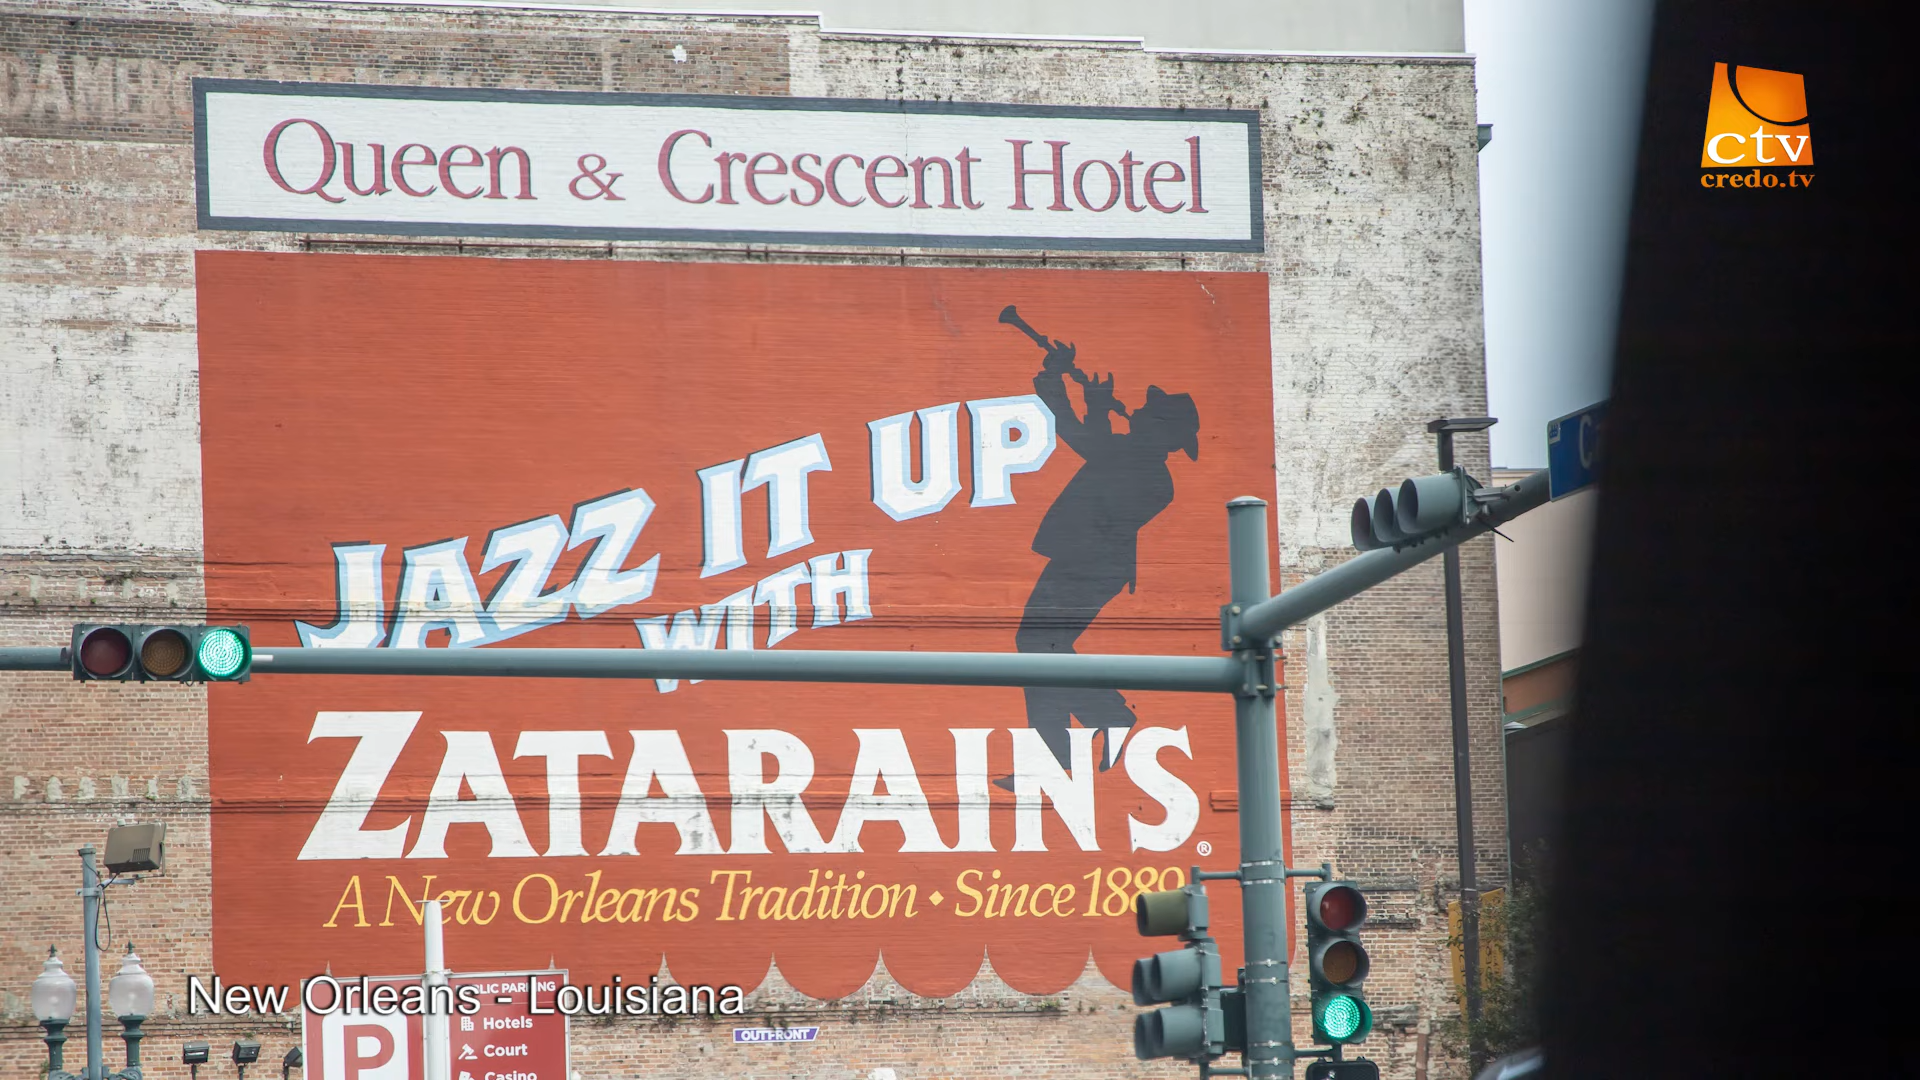 ctv
credo.tv
Queen & Crescent Hotel
JAZZ IT UP
WITH
ZATARAIN'S®
A New Orleans Tradition • Since 1889
New Orleans - Louisiana
PARKING
P
Hotels
Court
Casino
OUTFRONT